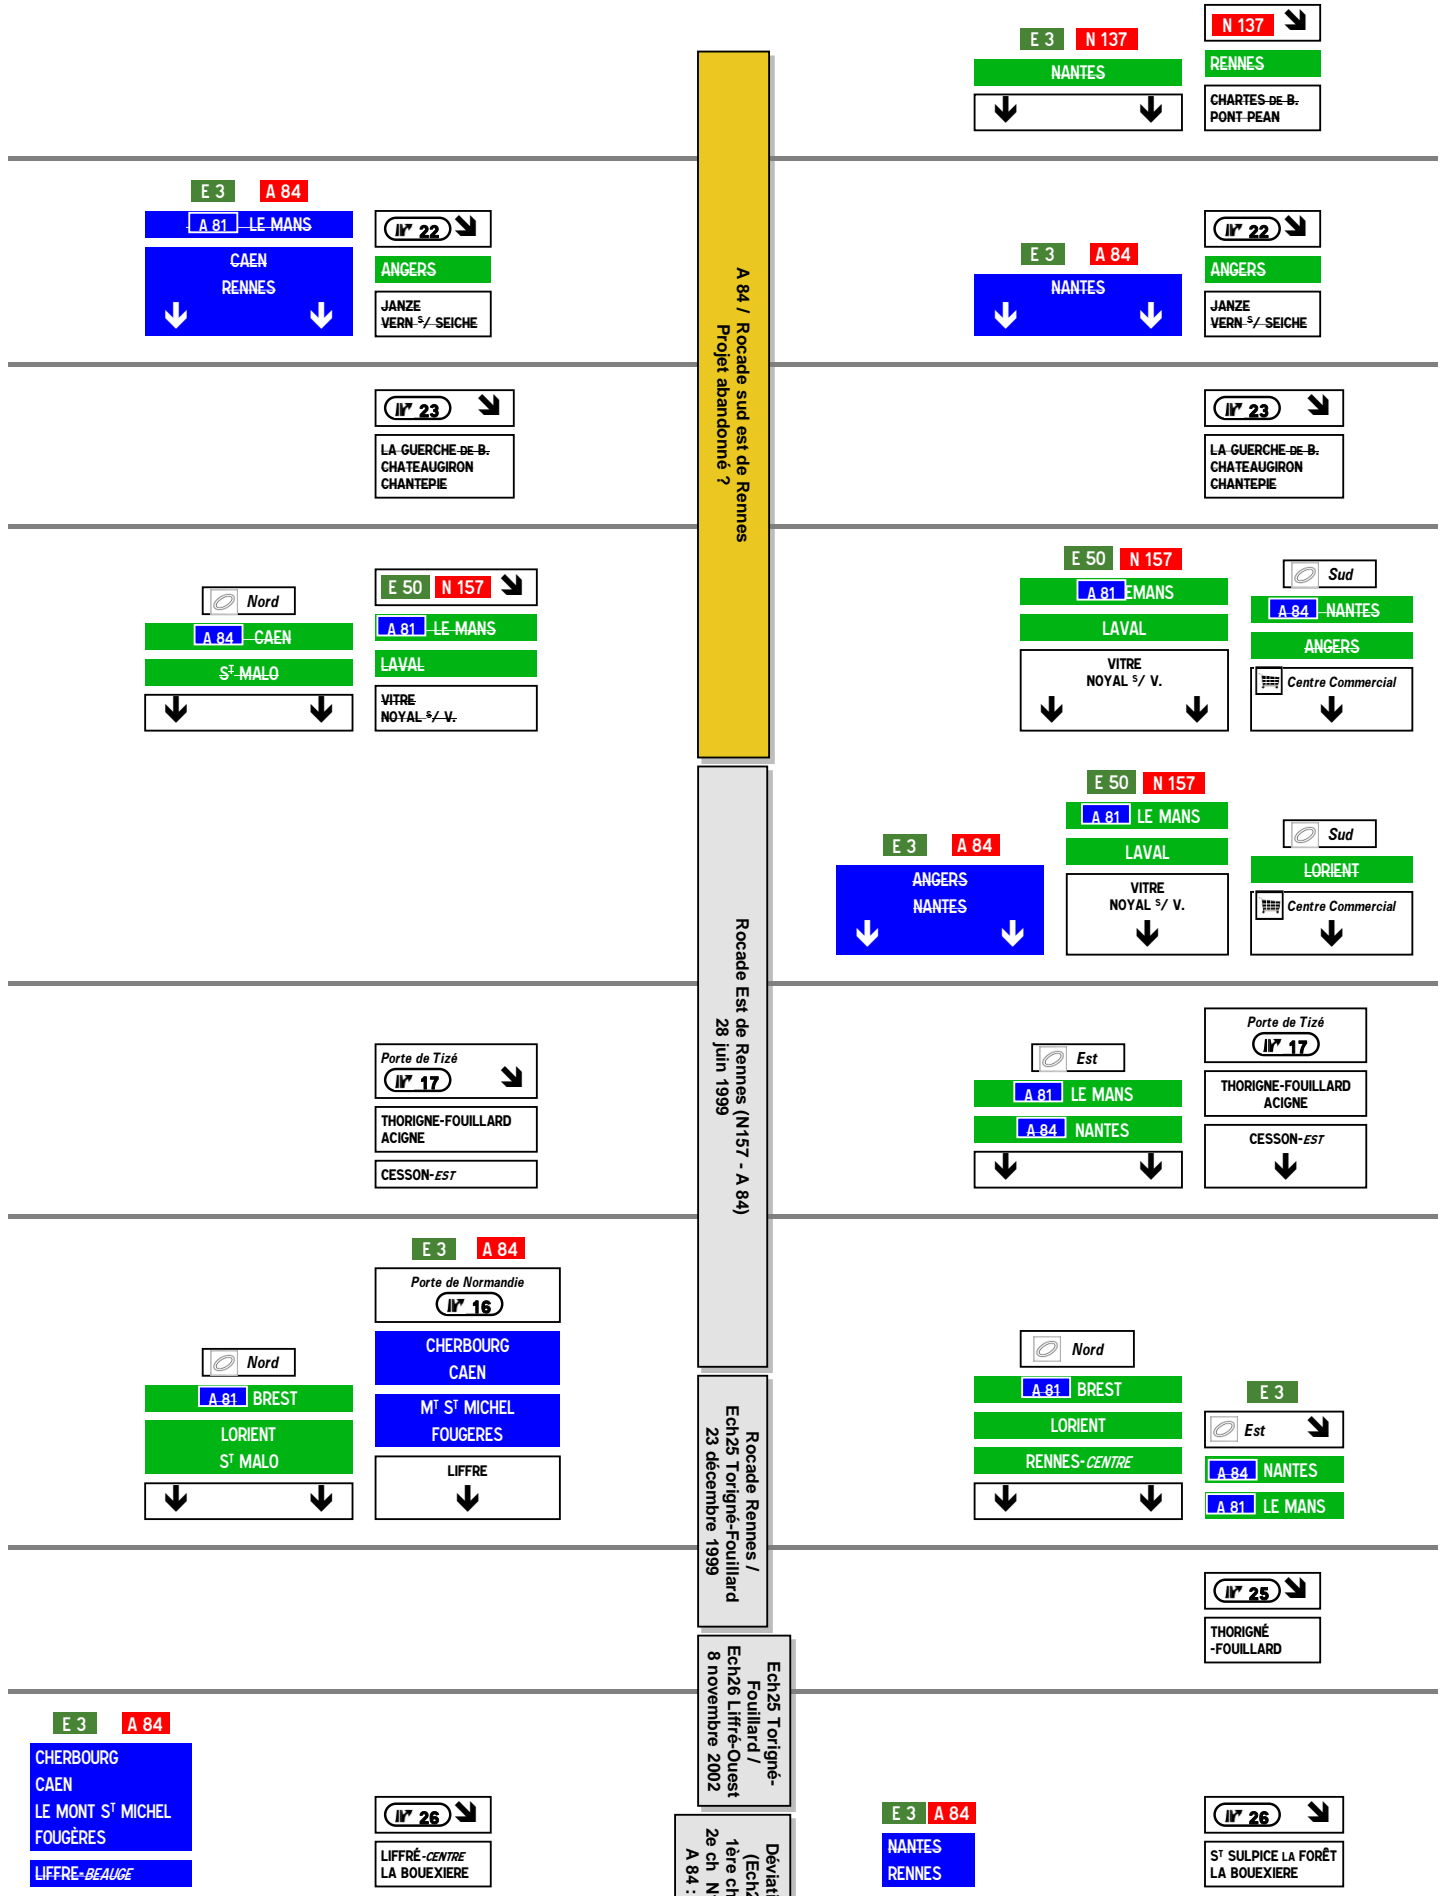 E 3 N 137
NANTES
N 137
RENNES
CHARTES DE B.
PONT PEAN
E 3 A 84
A 81 LE MANS
CAEN
RENNES
22
ANGERS
JANZE
VERN S/ SEICHE
E 3 A 84
NANTES
22
ANGERS
JANZE
VERN S/ SEICHE
A 84 / Rocade sud est de Rennes
Projet abandonné ?
23
LA GUERCHE DE B.
CHATEAUGIRON
CHANTEPIE
23
LA GUERCHE DE B.
CHATEAUGIRON
CHANTEPIE
Nord
A 84 CAEN
ST MALO
E 50 N 157
A 81 LE MANS
LAVAL
VITRE
NOYAL S/ V.
E 50 N 157
A 81 EMANS
LAVAL
VITRE
NOYAL S/ V.
Sud
A 84 NANTES
ANGERS
Centre Commercial
E 3 A 84
ANGERS
NANTES
E 50 N 157
A 81 LE MANS
LAVAL
VITRE
NOYAL S/ V.
Sud
LORIENT
Centre Commercial
Rocade Est de Rennes (N157 - A 84)
28 juin 1999
Porte de Tizé
17
THORIGNE-FOUILLARD
ACIGNE
CESSON-EST
Est
A 81 LE MANS
A 84 NANTES
Porte de Tizé
17
THORIGNE-FOUILLARD
ACIGNE
CESSON-EST
Nord
A 81 BREST
LORIENT
ST MALO
E 3 A 84
Porte de Normandie
16
CHERBOURG
CAEN
MT ST MICHEL
FOUGERES
LIFFRE
Nord
A 81 BREST
LORIENT
RENNES-CENTRE
E 3
Est
A 84 NANTES
A 81 LE MANS
Rocade Rennes /
Ech25 Torigné-Fouillard
23 décembre 1999
25
THORIGNÉ
-FOUILLARD
Ech25 Torigné-
Fouillard /
Ech26 Liffré-Ouest
8 novembre 2002
E 3 A 84
CHERBOURG
CAEN
LE MONT ST MICHEL
FOUGÈRES
LIFFRE-BEAUGE
26
LIFFRÉ-CENTRE
LA BOUEXIERE
E 3 A 84
NANTES
RENNES
26
ST SULPICE LA FORÊT
LA BOUEXIERE
Déviati
(Ech2
1ère ch
2e ch N
A 84 :